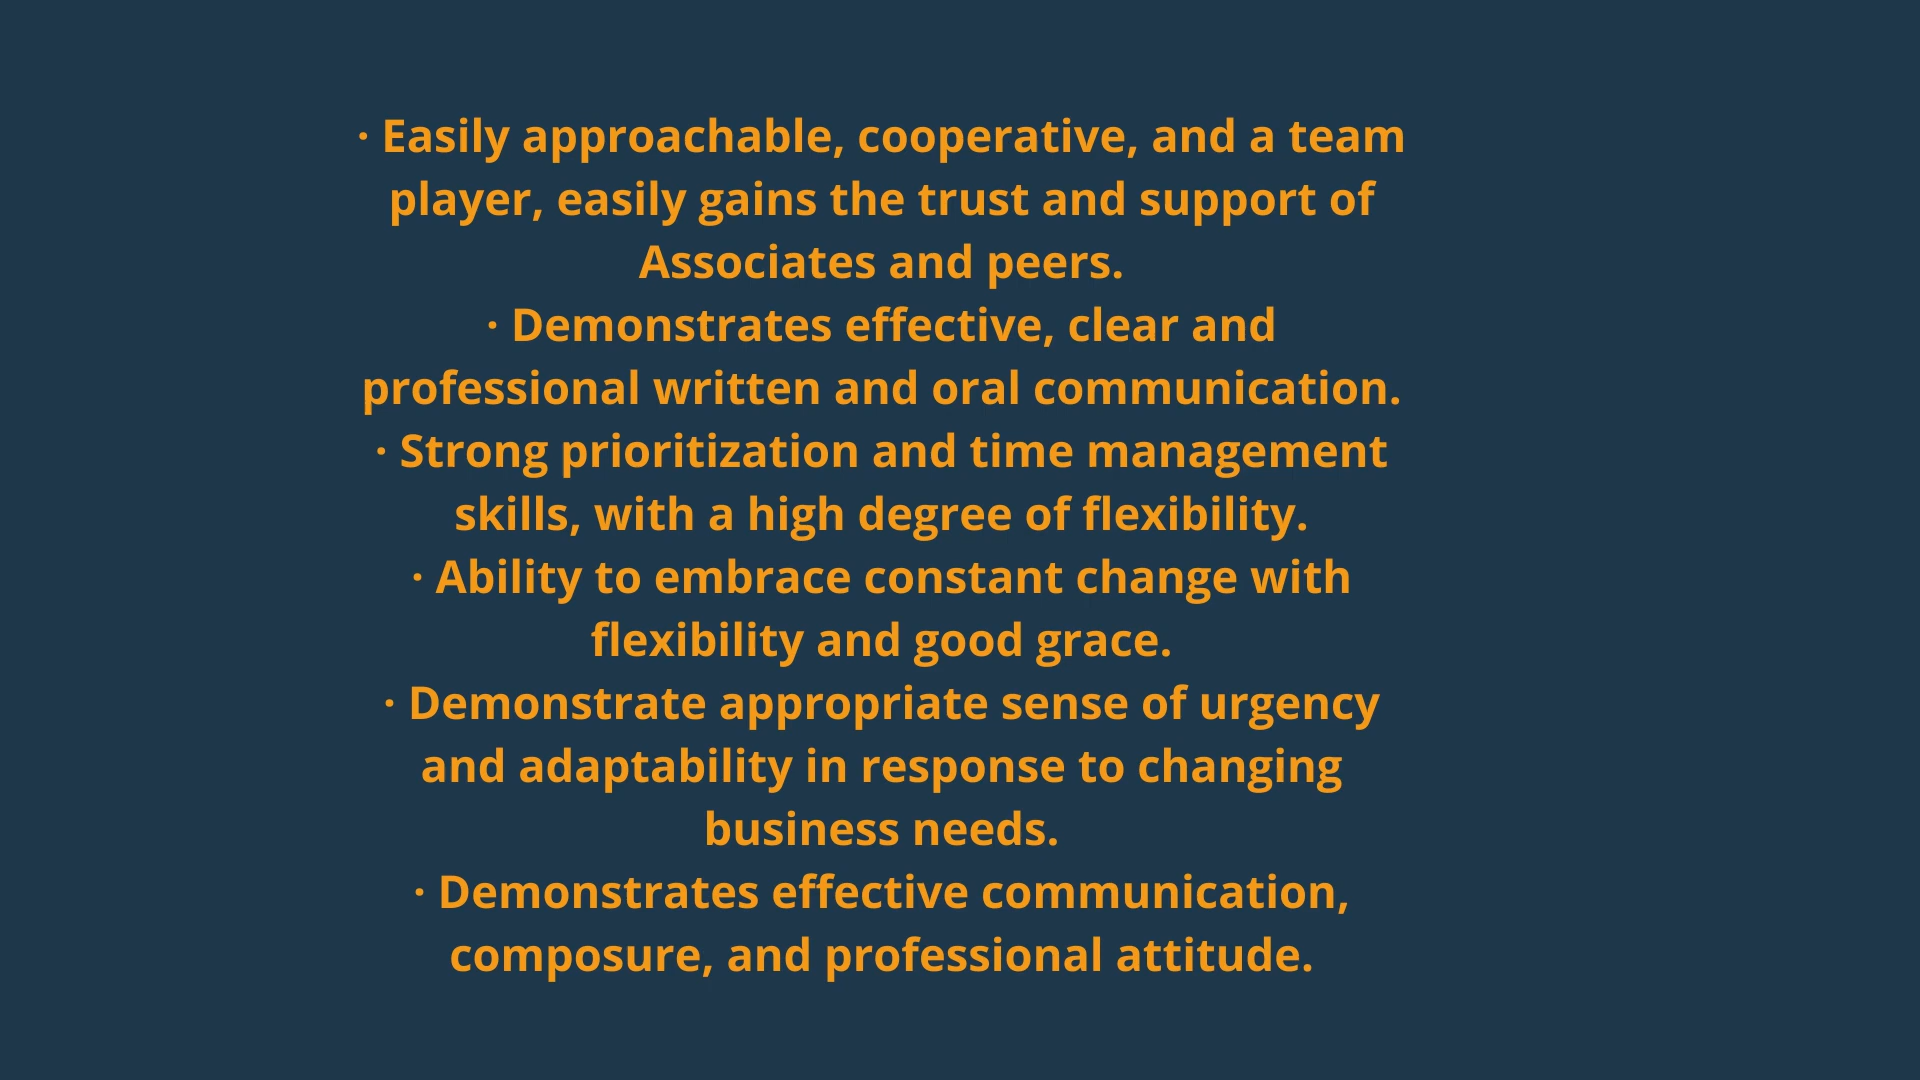 · Easily approachable, cooperative, and a team
player, easily gains the trust and support of
Associates and peers.
· Demonstrates effective, clear and
professional written and oral communication.
· Strong prioritization and time management
skills, with a high degree of flexibility.
· Ability to embrace constant change with
flexibility and good grace.
· Demonstrate appropriate sense of urgency
and adaptability in response to changing
business needs.
· Demonstrates effective communication,
composure, and professional attitude.